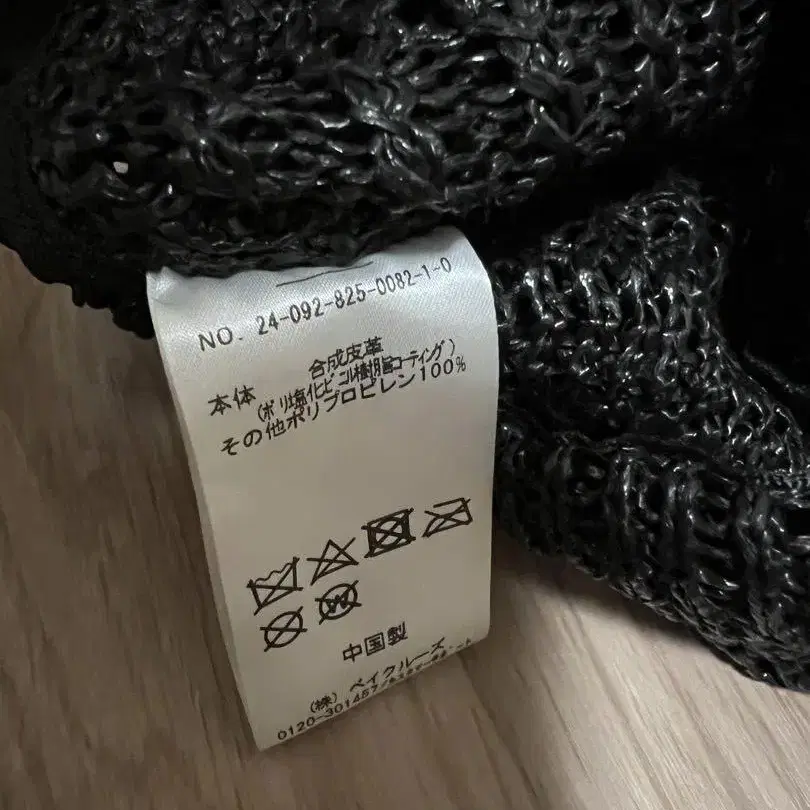 NO. 24-092-825-0082-1-0
本体 合成皮革
(ポリ塩化ビニル樹脂コーティング)
その他ポリプロピレン100%
中国製
(株) ベイクルーズ
0120-301457